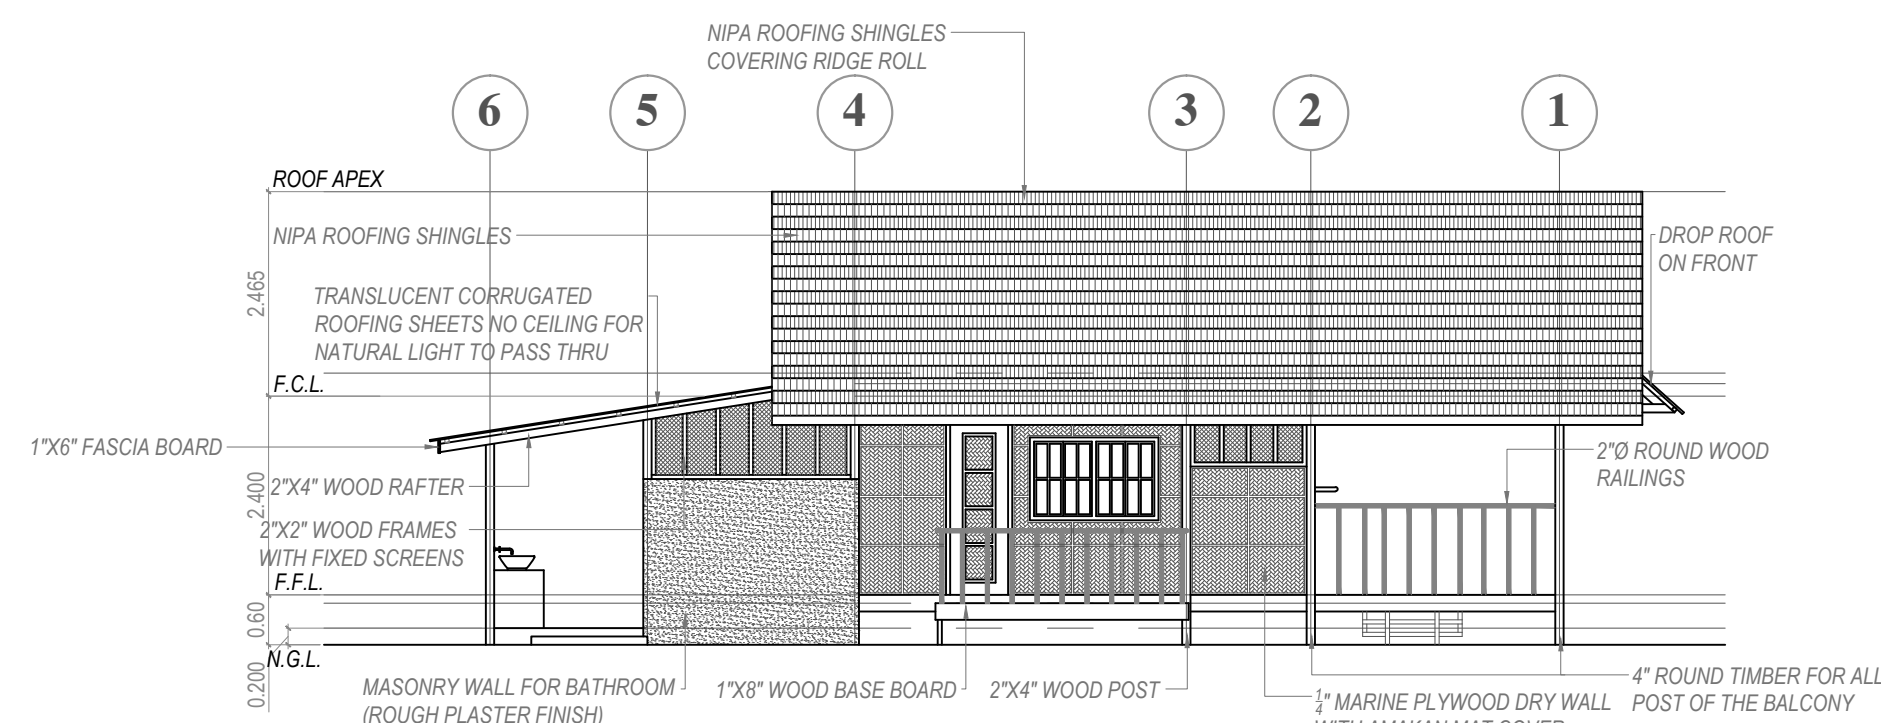 NIPA ROOFING SHINGLES
COVERING RIDGE ROLL
6
5
4
3
2
1
ROOF APEX
NIPA ROOFING SHINGLES
DROP ROOF
ON FRONT
2.465
TRANSLUCENT CORRUGATED
ROOFING SHEETS NO CEILING FOR
NATURAL LIGHT TO PASS THRU
F.C.L.
1"X6" FASCIA BOARD
2"Ø ROUND WOOD
RAILINGS
2"X4" WOOD RAFTER
2.400
2"X2" WOOD FRAMES
WITH FIXED SCREENS
F.F.L.
0.60
N.G.L.
0.200
MASONRY WALL FOR BATHROOM
(ROUGH PLASTER FINISH)
1"X8" WOOD BASE BOARD
2"X4" WOOD POST
1/4" MARINE PLYWOOD DRY WALL
WITH AMAKAN MAT COVER
4" ROUND TIMBER FOR ALL
POST OF THE BALCONY